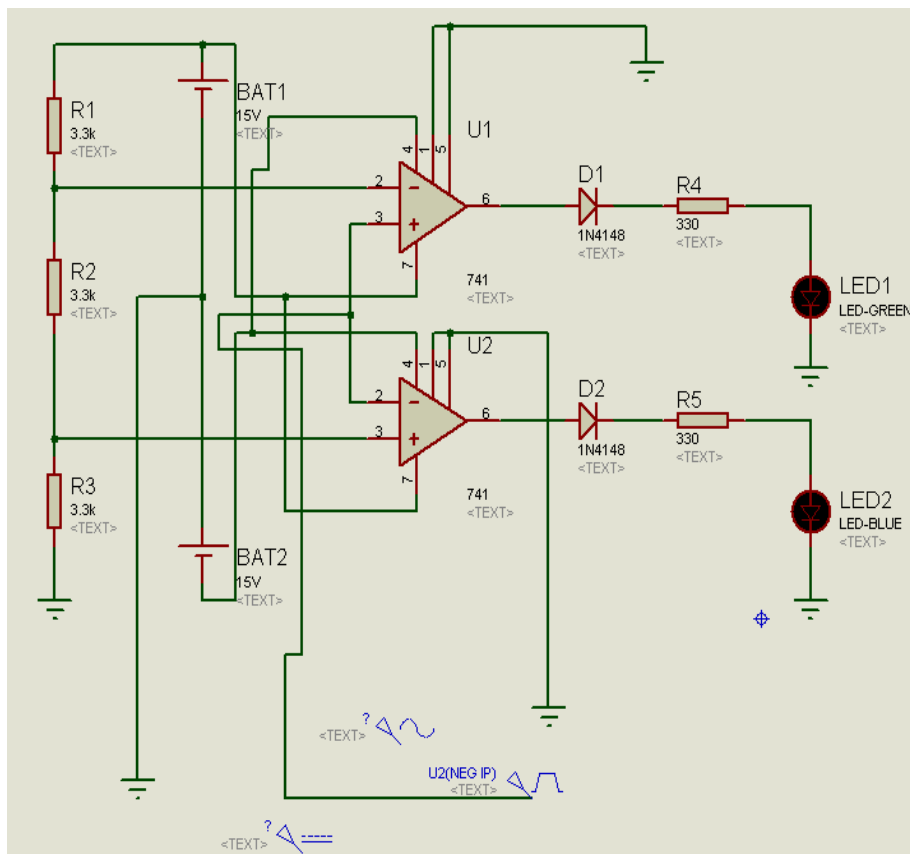 BAT1
15V
<TEXT>
R1
3.3k
<TEXT>
U1
4
1
5
2
3
6
7
741
<TEXT>
D1
1N4148
<TEXT>
R4
330
<TEXT>
R2
3.3k
<TEXT>
LED1
LED-GREEN
<TEXT>
U2
4
1
5
2
3
6
7
741
<TEXT>
D2
1N4148
<TEXT>
R5
330
<TEXT>
R3
3.3k
<TEXT>
LED2
LED-BLUE
<TEXT>
BAT2
15V
<TEXT>
?
<TEXT>
U2(NEG IP)
<TEXT>
?
<TEXT>